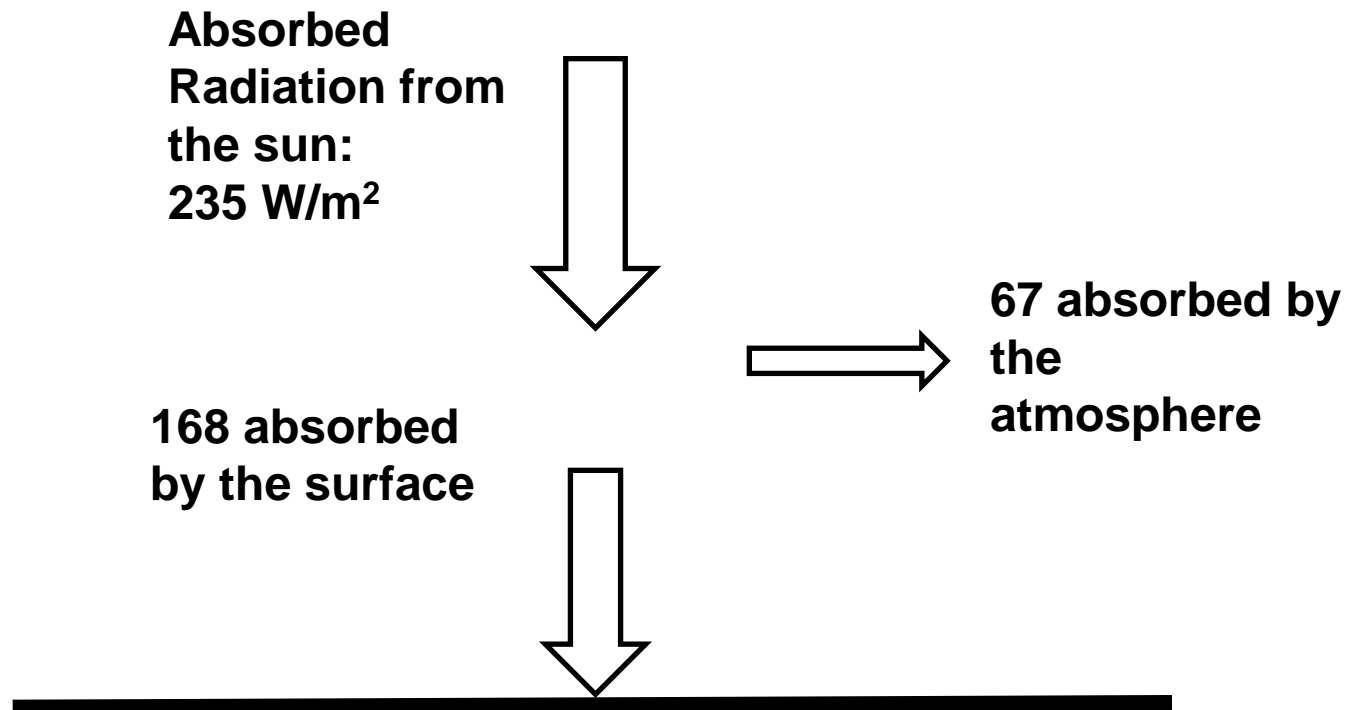 Absorbed
Radiation from
the sun:
235 W/m²
67 absorbed by
the
atmosphere
168 absorbed
by the surface